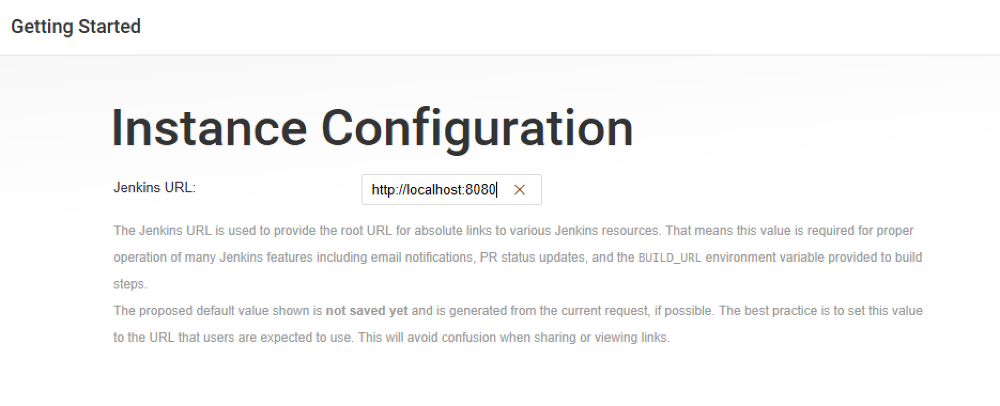 Getting Started
Instance Configuration
Jenkins URL:
http://localhost:8080
The Jenkins URL is used to provide the root URL for absolute links to various Jenkins resources. That means this value is required for proper
operation of many Jenkins features including email notifications, PR status updates, and the BUILD_URL environment variable provided to build
steps.
The proposed default value shown is not saved yet and is generated from the current request, if possible. The best practice is to set this value
to the URL that users are expected to use. This will avoid confusion when sharing or viewing links.